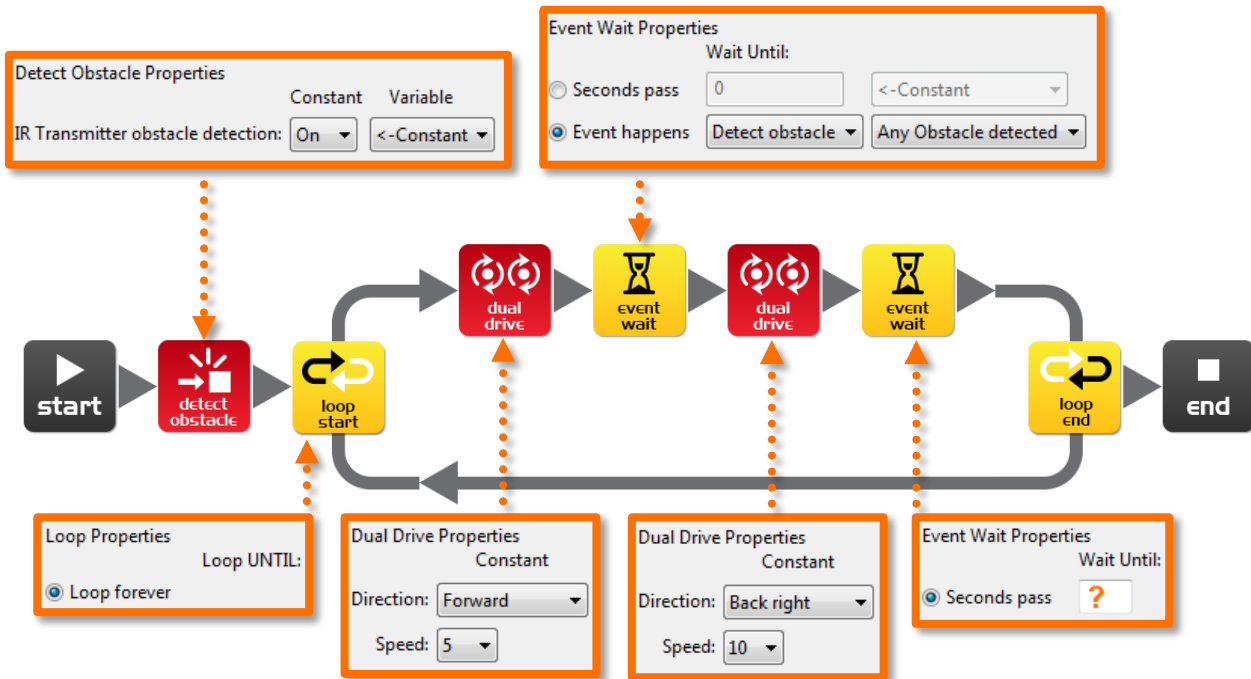 Detect Obstacle Properties
Constant Variable
IR Transmitter obstacle detection: On <-Constant
Event Wait Properties
Wait Until:
Seconds pass 0 <-Constant
Event happens Detect obstacle Any Obstacle detected
start
detect
obstacle
loop
start
dual
drive
event
wait
dual
drive
event
wait
loop
end
end
Loop Properties
Loop UNTIL:
Loop forever
Dual Drive Properties
Constant
Direction: Forward
Speed: 5
Dual Drive Properties
Constant
Direction: Back right
Speed: 10
Event Wait Properties
Wait Until:
Seconds pass ?